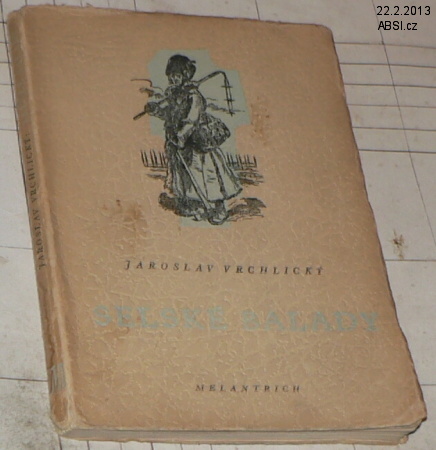 22.2.2013
ABSI.cz
JAROSLAV VRCHLICKÝ
JAROSLAV VRCHLICKÝ
SELSKÉ BALADY
MELANTRICH